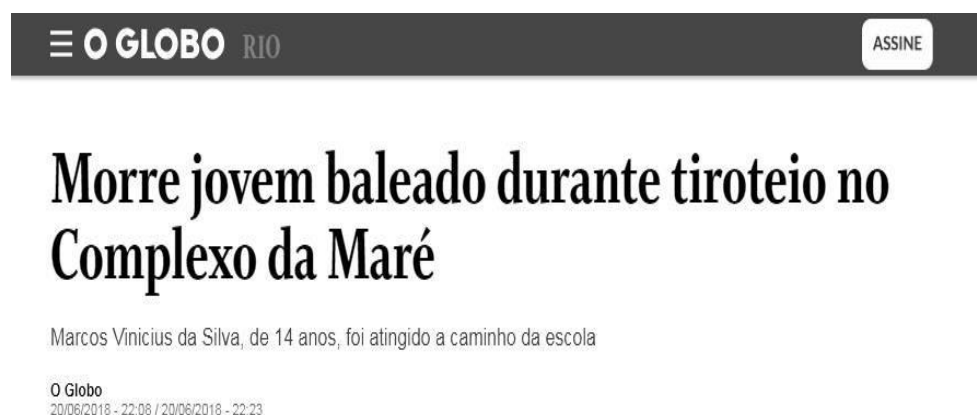 O GLOBO RIO ASSINE
Morre jovem baleado durante tiroteio no
Complexo da Maré
Marcos Vinicius da Silva, de 14 anos, foi atingido a caminho da escola
O Globo
20/06/2018 - 22:08 / 20/06/2018 - 22:23